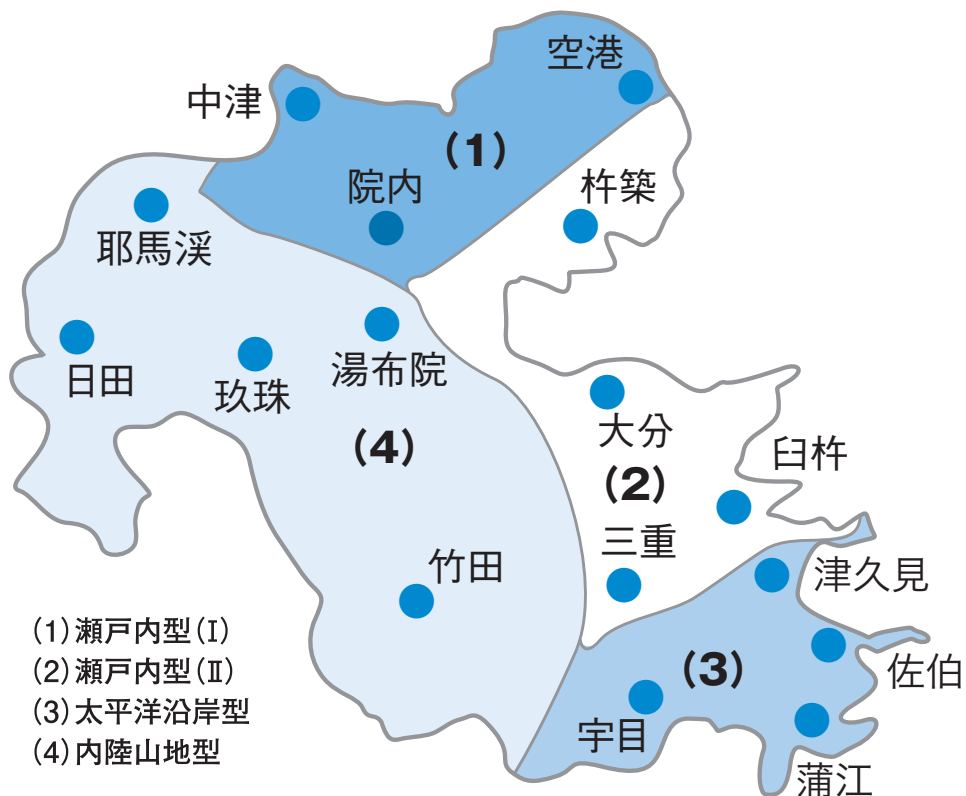 空港
中津
(1)
院内
杵築
耶馬渓
湯布院
日田
玖珠
大分
(4)
臼杵
(2)
三重
竹田
津久見
佐伯
(3)
宇目
蒲江
(1)瀬戸内型(I)
(2)瀬戸内型(II)
(3)太平洋沿岸型
(4)内陸山地型